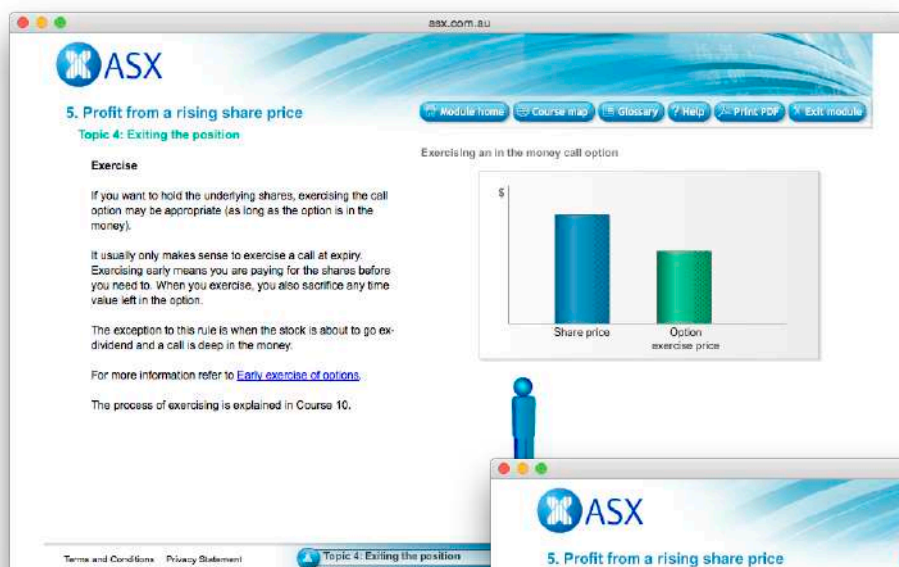 asx.com.au
ASX
5. Profit from a rising share price
Topic 4: Exiting the position
Module home
Course map
Glossary
? Help
Print PDF
X Exit module
Exercise
If you want to hold the underlying shares, exercising the call
option may be appropriate (as long as the option is in the
money).
It usually only makes sense to exercise a call at expiry.
Exercising early means you are paying for the shares before
you need to. When you exercise, you also sacrifice any time
value left in the option.
The exception to this rule is when the stock is about to go ex-
dividend and a call is deep in the money.
For more information refer to Early exercise of options.
The process of exercising is explained in Course 10.
Exercising an in the money call option
$
Share price
Option
exercise price
Terms and Conditions Privacy Statement
Topic 4: Exiting the position
ASX
5. Profit from a rising share price